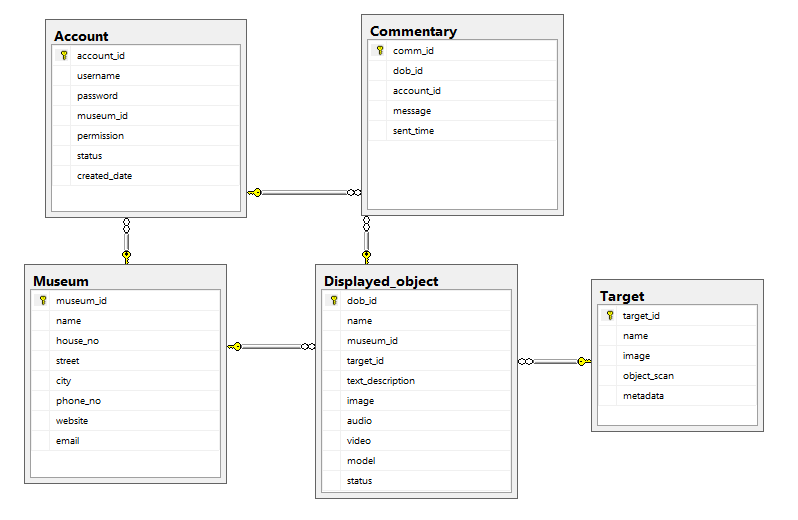 Account
account_id
username
password
museum_id
permission
status
created_date
Commentary
comm_id
dob_id
account_id
message
sent_time
Museum
museum_id
name
house_no
street
city
phone_no
website
email
Displayed_object
dob_id
name
museum_id
target_id
text_description
image
audio
video
model
status
Target
target_id
name
image
object_scan
metadata